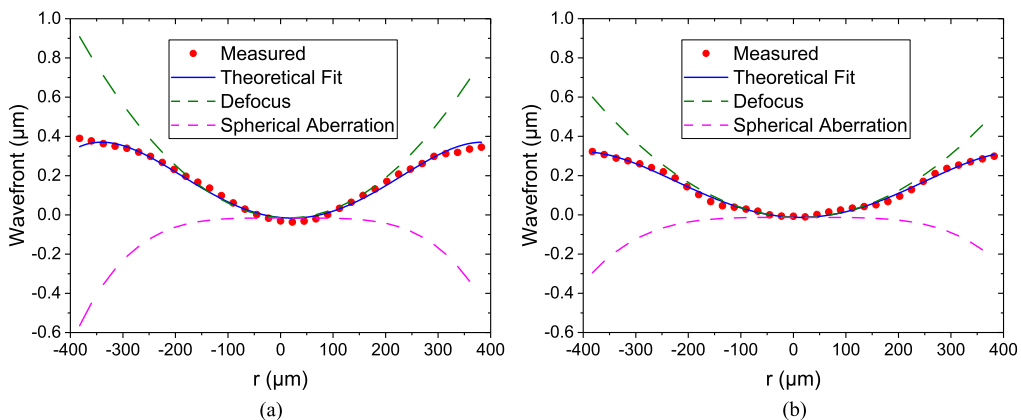 1.0
0.8
0.6
0.4
0.2
0.0
-0.2
-0.4
-0.6
Wavefront (µm)
Measured
Theoretical Fit
Defocus
Spherical Aberration
-400 -300 -200 -100 0 100 200 300 400
r (µm)
(a)
1.0
0.8
0.6
0.4
0.2
0.0
-0.2
-0.4
-0.6
Wavefront (µm)
Measured
Theoretical Fit
Defocus
Spherical Aberration
-400 -300 -200 -100 0 100 200 300 400
r (µm)
(b)